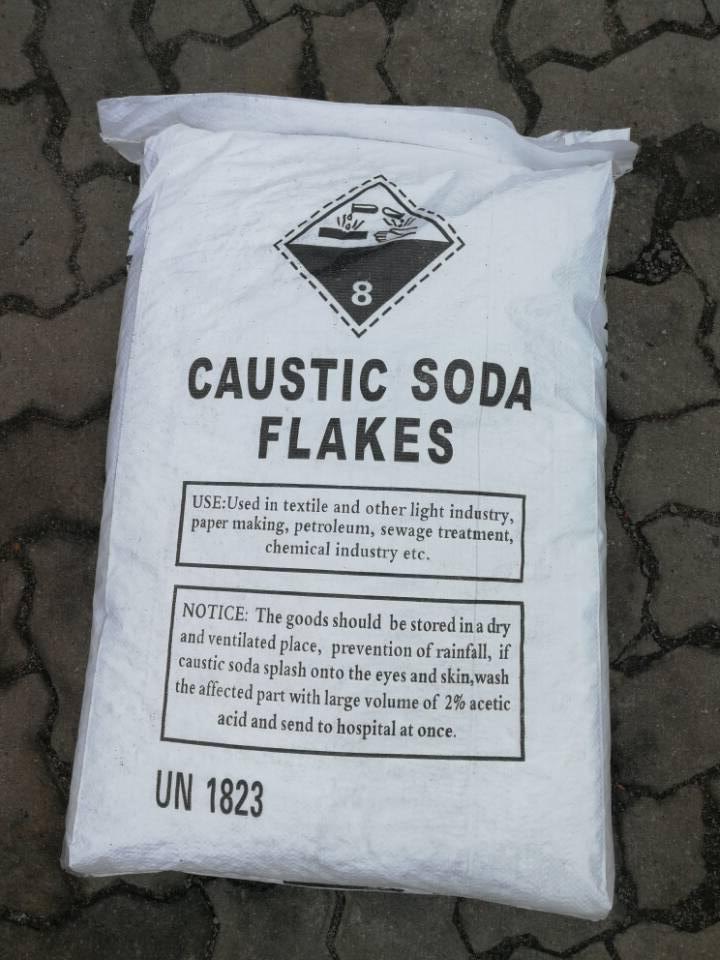 8
CAUSTIC SODA
FLAKES
USE:Used in textile and other light industry,
paper making, petroleum, sewage treatment,
chemical industry etc.
NOTICE: The goods should be stored in a dry
and ventilated place, prevention of rainfall, if
caustic soda splash onto the eyes and skin,wash
the affected part with large volume of 2% acetic
acid and send to hospital at once.
UN 1823